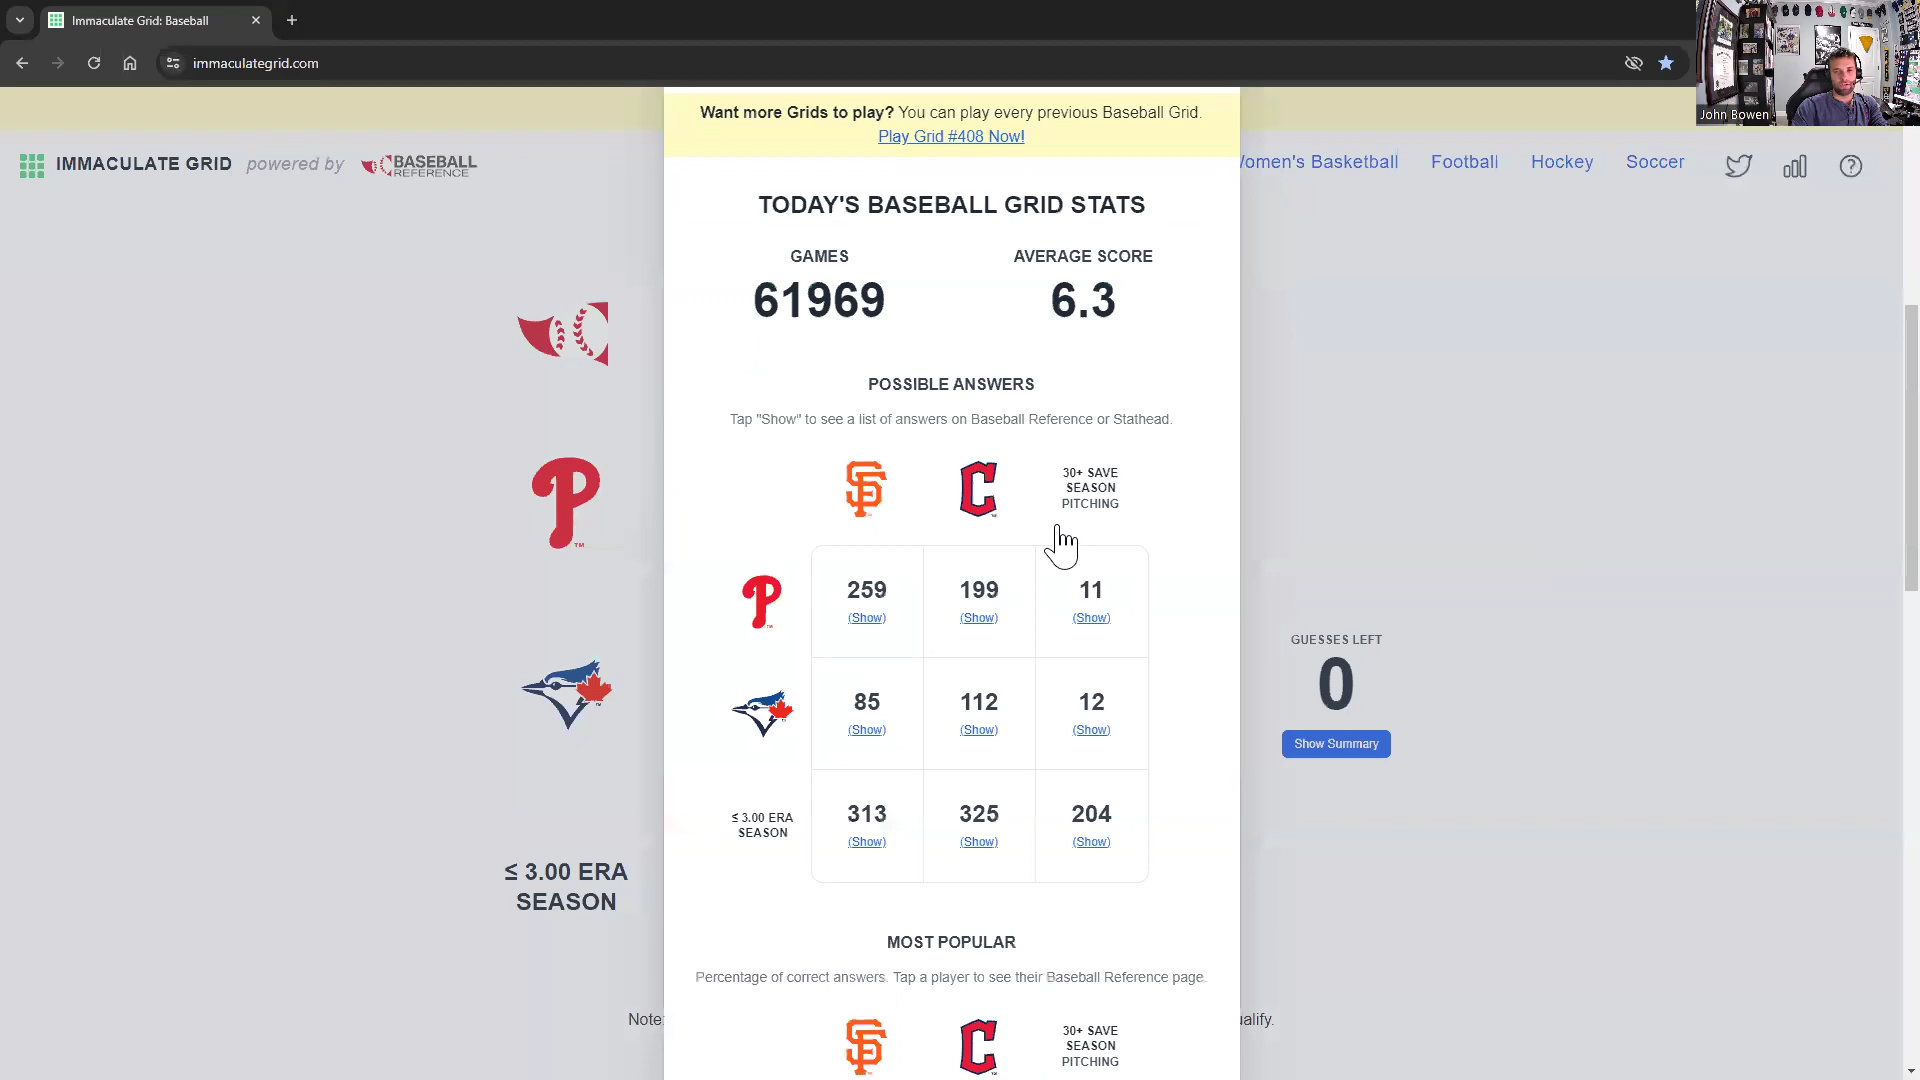 Immaculate Grid: Baseball
immaculategrid.com
John Bowen
Want more Grids to play? You can play every previous Baseball Grid.
Play Grid #408 Now!
IMMACULATE GRID powered by BASEBALL REFERENCE
Women's Basketball Football Hockey Soccer
TODAY'S BASEBALL GRID STATS
GAMES AVERAGE SCORE
61969 6.3
POSSIBLE ANSWERS
Tap "Show" to see a list of answers on Baseball Reference or Stathead.
30+ SAVE
SEASON
PITCHING
259 199 11
(Show) (Show) (Show)
85 112 12
(Show) (Show) (Show)
≤ 3.00 ERA
SEASON
313 325 204
(Show) (Show) (Show)
GUESSES LEFT
0
Show Summary
≤ 3.00 ERA
SEASON
MOST POPULAR
Percentage of correct answers. Tap a player to see their Baseball Reference page.
Note: 
30+ SAVE
SEASON
PITCHING